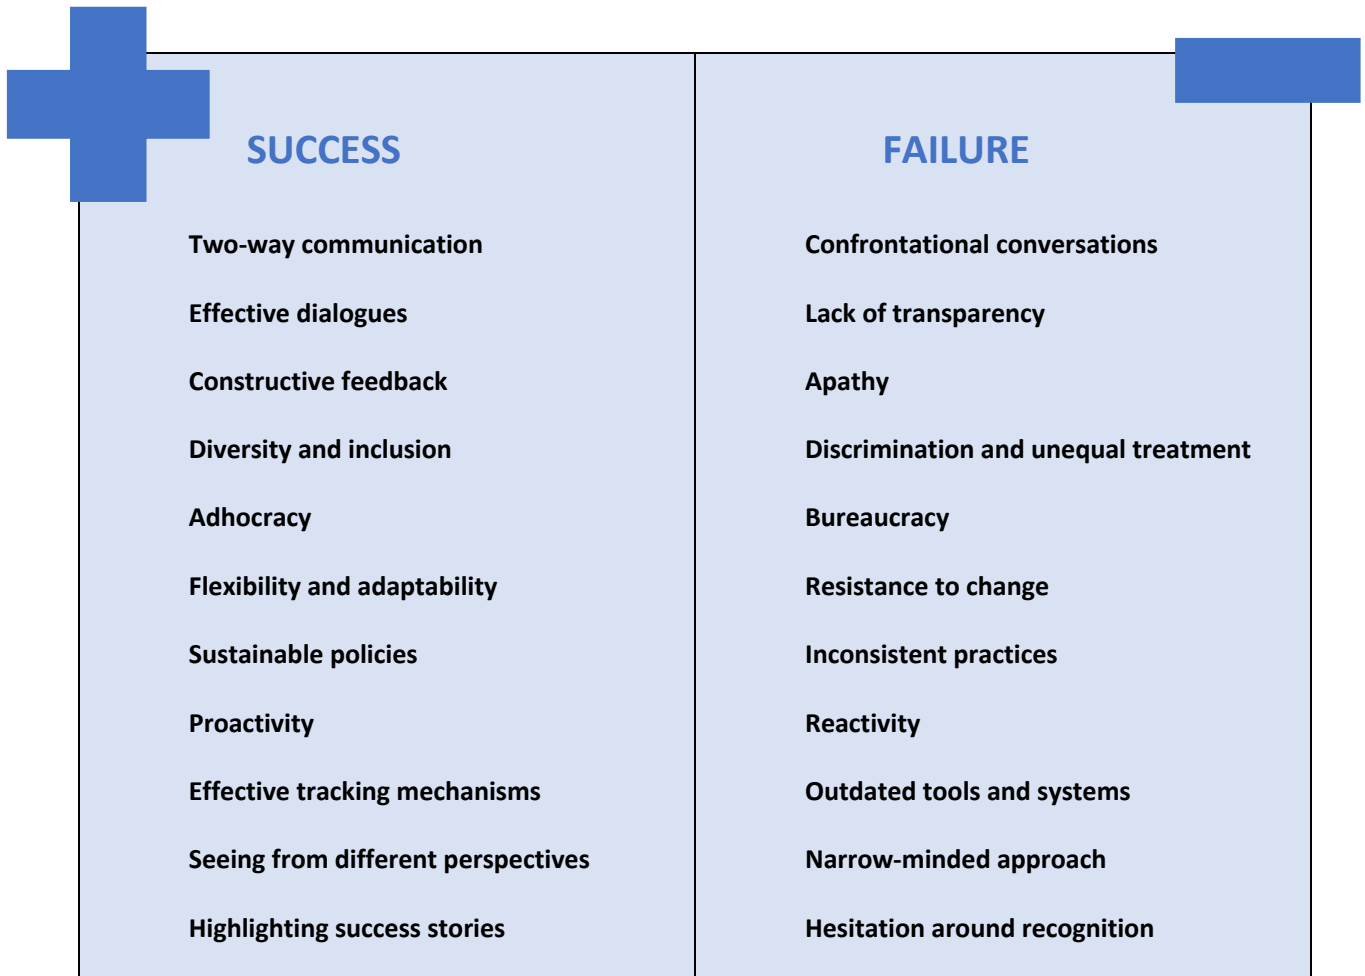 SUCCESS
Two-way communication
Effective dialogues
Constructive feedback
Diversity and inclusion
Adhocracy
Flexibility and adaptability
Sustainable policies
Proactivity
Effective tracking mechanisms
Seeing from different perspectives
Highlighting success stories
FAILURE
Confrontational conversations
Lack of transparency
Apathy
Discrimination and unequal treatment
Bureaucracy
Resistance to change
Inconsistent practices
Reactivity
Outdated tools and systems
Narrow-minded approach
Hesitation around recognition